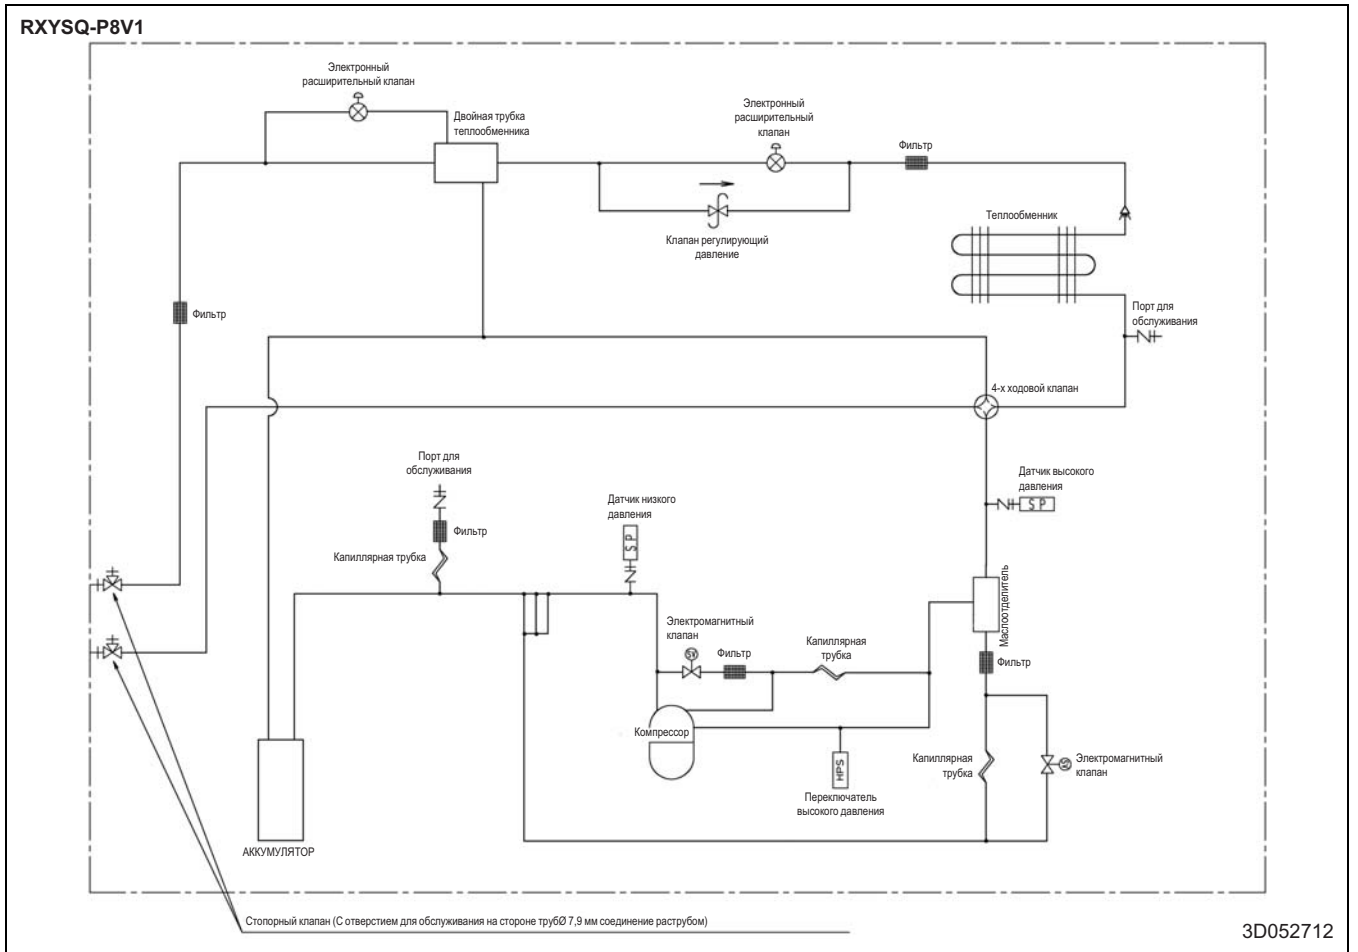 RXYSQ-P8V1
Электронный
расширительный клапан
Двойная трубка
теплообменника
Электронный
расширительный
клапан
Фильтр
Клапан регулирующий
давление
Теплообменник
Фильтр
Порт для
обслуживания
4-х ходовой клапан
Порт для
обслуживания
Фильтр
Капиллярная трубка
Датчик низкого
давления
S P
Датчик высокого
давления
S P
Маслоотделитель
Электромагнитный
клапан
SV
Фильтр
Капиллярная
трубка
Фильтр
Компрессор
HPS
Переключатель
высокого давления
Капиллярная
трубка
SV
Электромагнитный
клапан
АККУМУЛЯТОР
Стопорный клапан (С отверстием для обслуживания на стороне трубØ 7,9 мм соединение раструбом)
3D052712